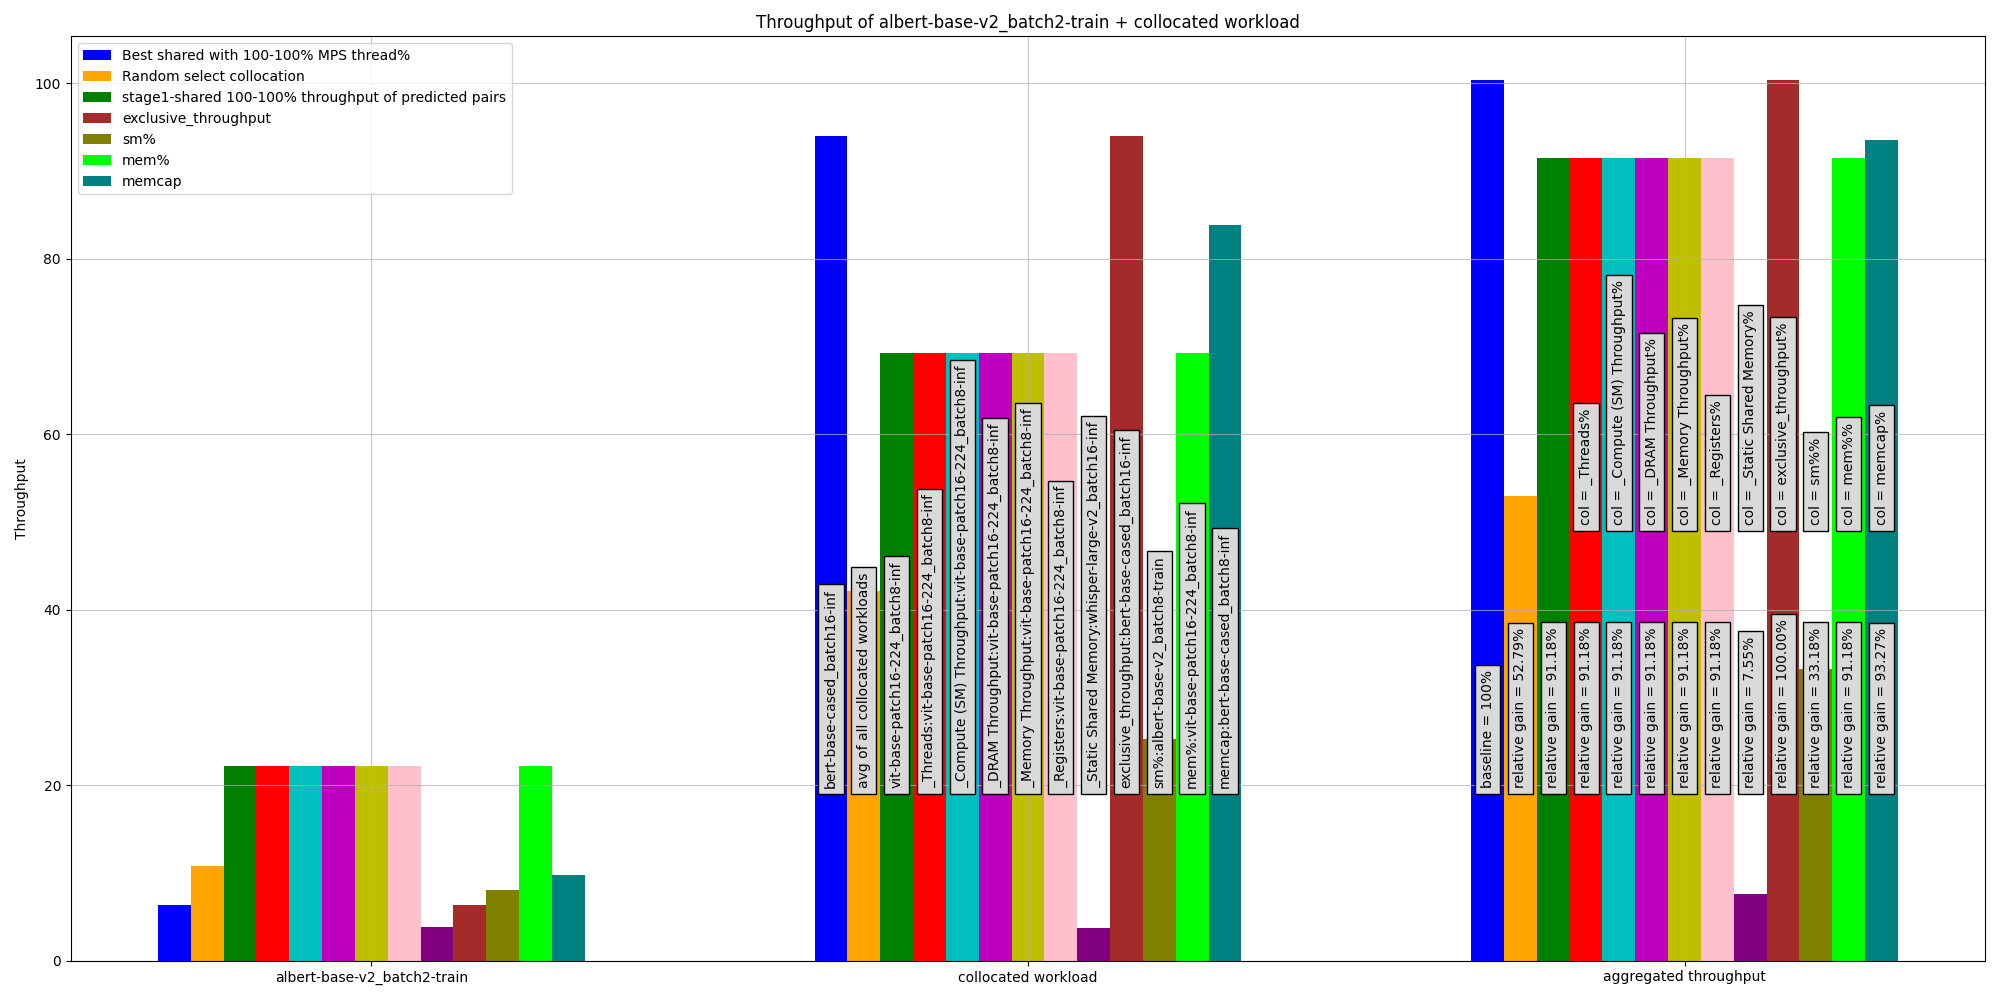 Throughput of albert-base-v2_batch2-train + collocated workload
Best shared with 100-100% MPS thread%
Random select collocation
stage1-shared 100-100% throughput of predicted pairs
exclusive_throughput
sm%
mem%
memcap
Throughput
100
80
60
40
20
0
bert-base-cased_batch16-inf
avg of all collocated workloads
vit-base-patch16-224_batch8-inf
_Threads:vit-base-patch16-224_batch8-inf
_Compute (SM) Throughput:vit-base-patch16-224_batch8-inf
_DRAM Throughput:vit-base-patch16-224_batch8-inf
_Memory Throughput:vit-base-patch16-224_batch8-inf
_Registers:vit-base-patch16-224_batch8-inf
_Static Shared Memory:whisper-large-v2_batch16-inf
exclusive_throughput:bert-base-cased_batch16-inf
sm%:albert-base-v2_batch8-train
mem%:vit-base-patch16-224_batch8-inf
memcap:bert-base-cased_batch8-inf
col = _Threads%
col = _Compute (SM) Throughput%
col = _DRAM Throughput%
col = _Memory Throughput%
col = _Registers%
col = _Static Shared Memory%
col = exclusive_throughput%
col = sm%%
col = mem%%
col = memcap%
baseline = 100%
relative gain = 52.79%
relative gain = 91.18%
relative gain = 91.18%
relative gain = 91.18%
relative gain = 91.18%
relative gain = 91.18%
relative gain = 91.18%
relative gain = 7.55%
relative gain = 100.00%
relative gain = 33.18%
relative gain = 91.18%
relative gain = 93.27%
albert-base-v2_batch2-train
collocated workload
aggregated throughput